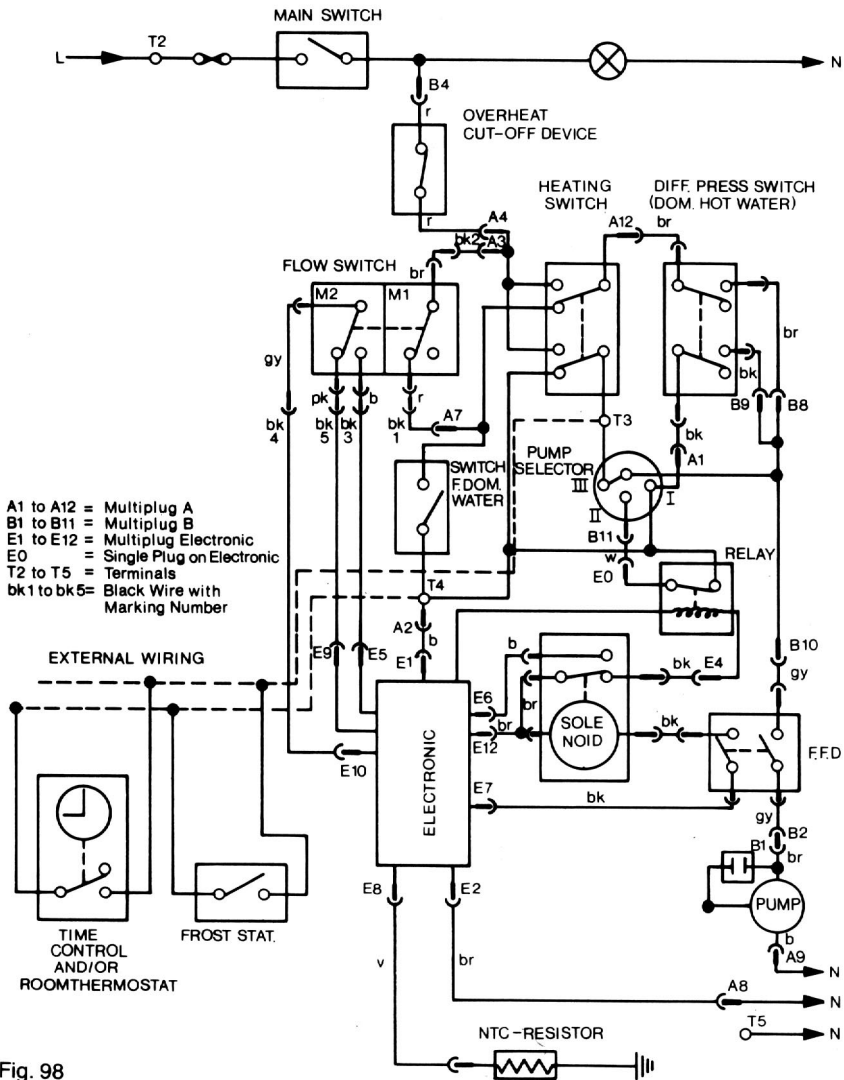 MAIN SWITCH
L
T2
N
B4
r
OVERHEAT
CUT-OFF DEVICE
r
HEATING
SWITCH
DIFF. PRESS SWITCH
(DOM. HOT WATER)
A4
bk2
A3
A12
br
FLOW SWITCH
br
M2
M1
gy
br
bk
pk
b
r
B9
B8
bk
4
bk
5
bk
3
bk
1
A7
T3
bk
A1
PUMP
SELECTOR
SWITCH
F.DOM.
WATER
III
II
I
A1 to A12 = Multiplug A
B1 to B11 = Multiplug B
E1 to E12 = Multiplug Electronic
E0 = Single Plug on Electronic
T2 to T5 = Terminals
bk1 to bk5= Black Wire with
Marking Number
B11
w
E0
RELAY
T4
A2
b
E9
E5
E1
EXTERNAL WIRING
B10
b
bk
E4
gy
E6
br
br
E12
SOLE
NOID
bk
F.F.D
ELECTRONIC
E10
E7
bk
gy
B2
B1
br
PUMP
E8
E2
b
A9
N
TIME
CONTROL
AND/OR
ROOMTHERMOSTAT
FROST STAT.
v
br
A8
N
T5
N
NTC-RESISTOR
Fig. 98